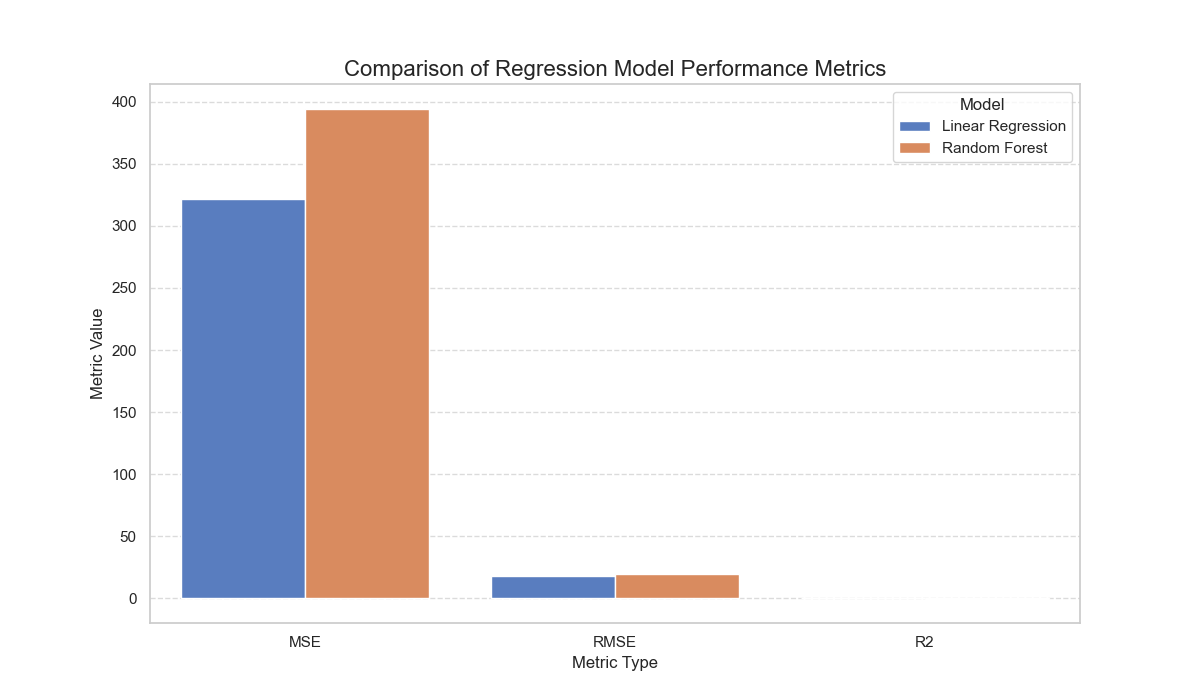 Comparison of Regression Model Performance Metrics
Model
Linear Regression
Random Forest
Metric Value
400
350
300
250
200
150
100
50
0
MSE
RMSE
R2
Metric Type